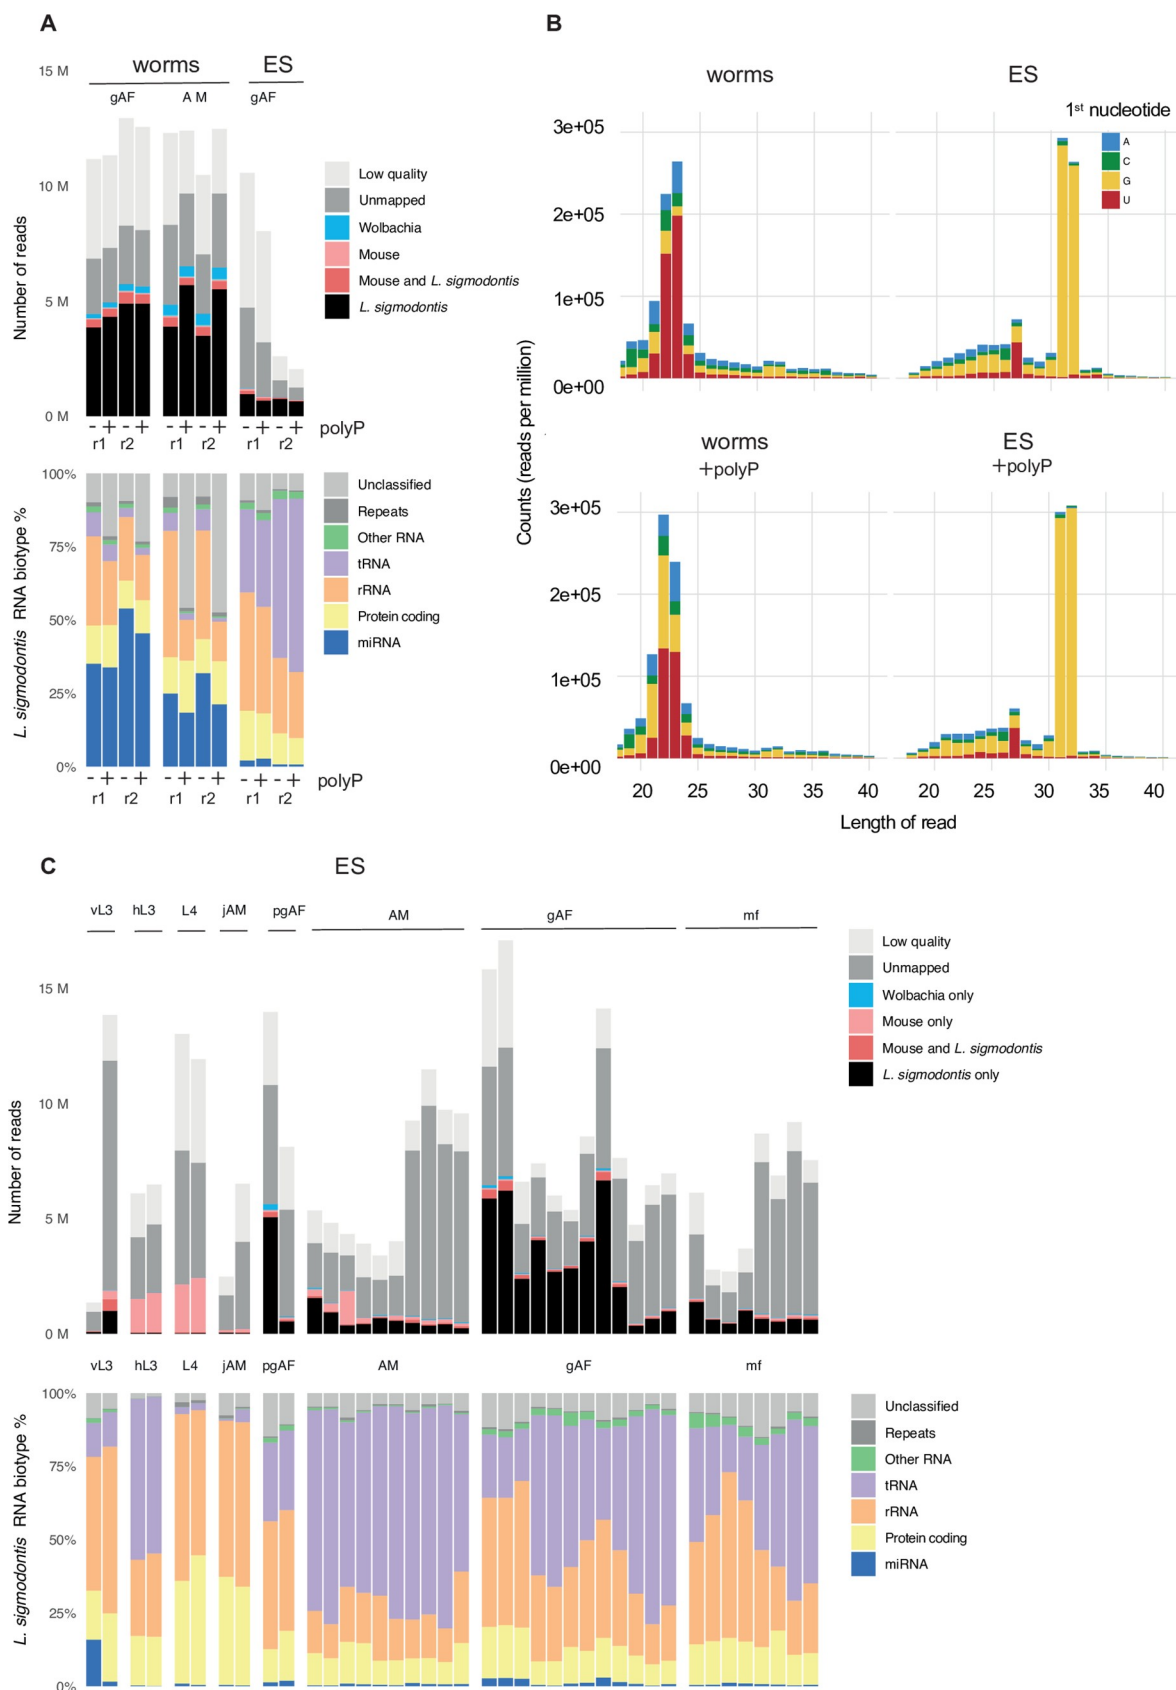 A
worms
ES
gAF
A M
gAF
15 M
10 M
5 M
0 M
Number of reads
Low quality
Unmapped
Wolbachia
Mouse
Mouse and L. sigmodontis
L. sigmodontis
- + - + - + - + - + - + polyP
r1 r2 r1 r2 r1 r2
100%
75%
50%
25%
0%
L. sigmodontis RNA biotype %
Unclassified
Repeats
Other RNA
tRNA
rRNA
Protein coding
miRNA
- + - + - + - + - + - + polyP
r1 r2 r1 r2 r1 r2
B
worms
ES
1st nucleotide
A
C
G
U
3e+05
2e+05
1e+05
0e+00
Counts (reads per million)
worms
+polyP
ES
+polyP
3e+05
2e+05
1e+05
0e+00
20 25 30 35 40 20 25 30 35 40
Length of read
C
ES
vL3 hL3 L4 jAM pgAF AM gAF mf
15 M
10 M
5 M
0 M
Number of reads
Low quality
Unmapped
Wolbachia only
Mouse only
Mouse and L. sigmodontis
L. sigmodontis only
vL3 hL3 L4 jAM pgAF AM gAF mf
100%
75%
50%
25%
0%
L. sigmodontis RNA biotype %
Unclassified
Repeats
Other RNA
tRNA
rRNA
Protein coding
miRNA